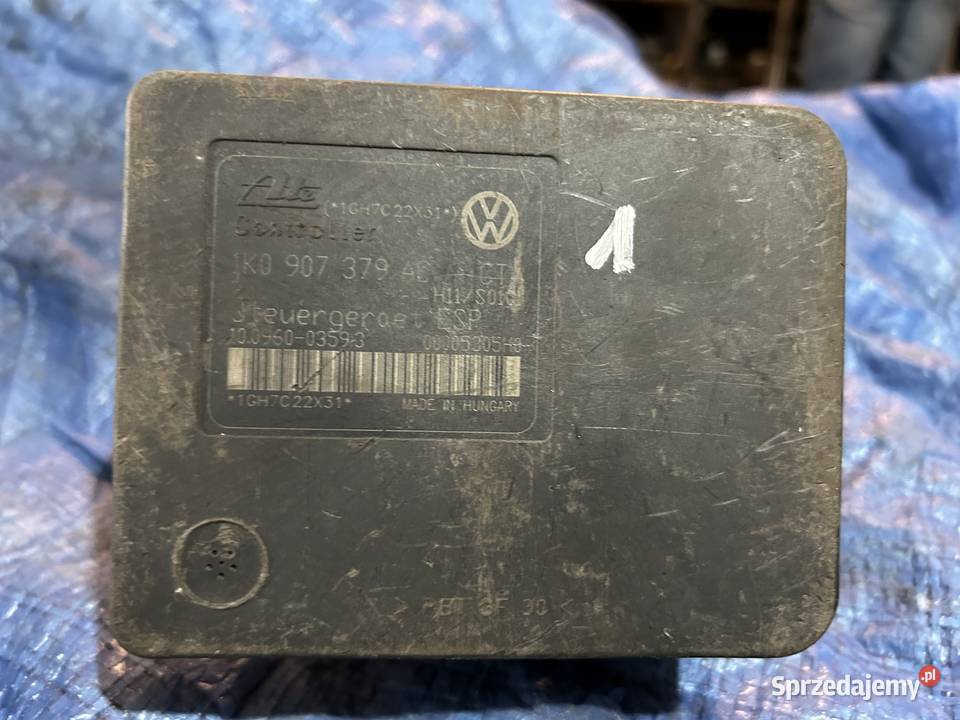 Ate
(*1GH7C22X31*)
Controller
1K0 907 379
H11/S010
Steuergeraet ESP
10.0960-0359.3
*1GH7C22X31*
MADE IN HUNGARY
1
Sprzedajemy.pl